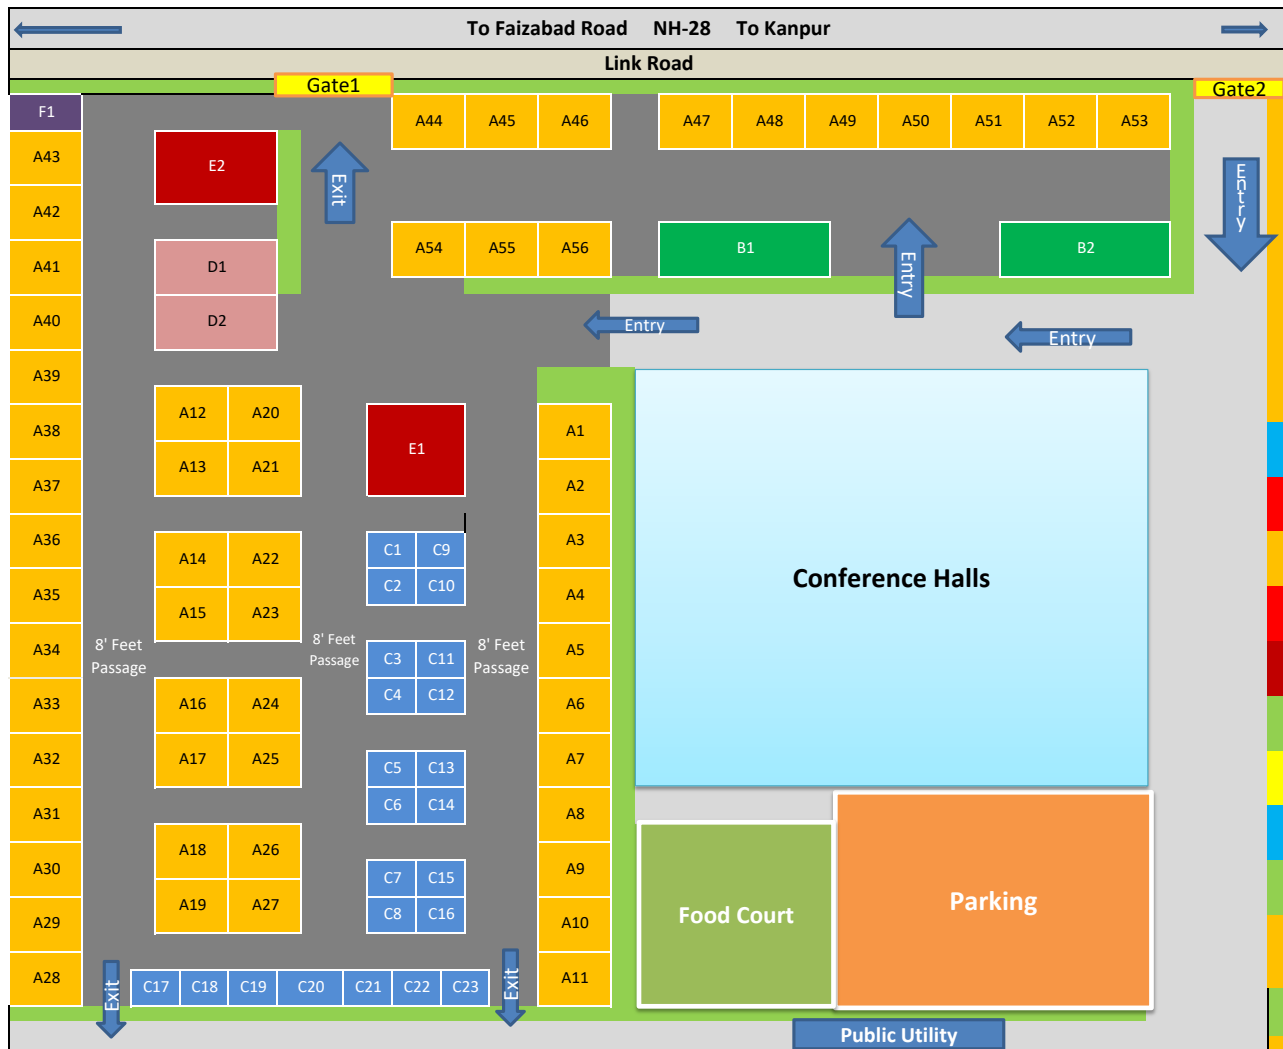 To Faizabad Road NH-28 To Kanpur
Link Road
Gate1
Gate2
F1
A44 A45 A46 A47 A48 A49 A50 A51 A52 A53
A43
E2
Exit
Entry
A42
A41
D1
A54 A55 A56
B1
Entry
B2
A40
D2
Entry
Entry
A39
A12 A20
A38
E1
A1
A13 A21
A37
A2
A36
A14 A22
C1 C9
A3
C2 C10
A35
A15 A23
A4
Conference Halls
A34
8' Feet
Passage
8' Feet
Passage
C3 C11
8' Feet
Passage
A5
C4 C12
A33
A16 A24
A6
A32
A17 A25
C5 C13
A7
A31
C6 C14
A8
A30
A18 A26
C7 C15
A9
A29
A19 A27
C8 C16
A10
Food Court
Parking
A28
Exit
C17 C18 C19 C20 C21 C22 C23
Exit
A11
Public Utility